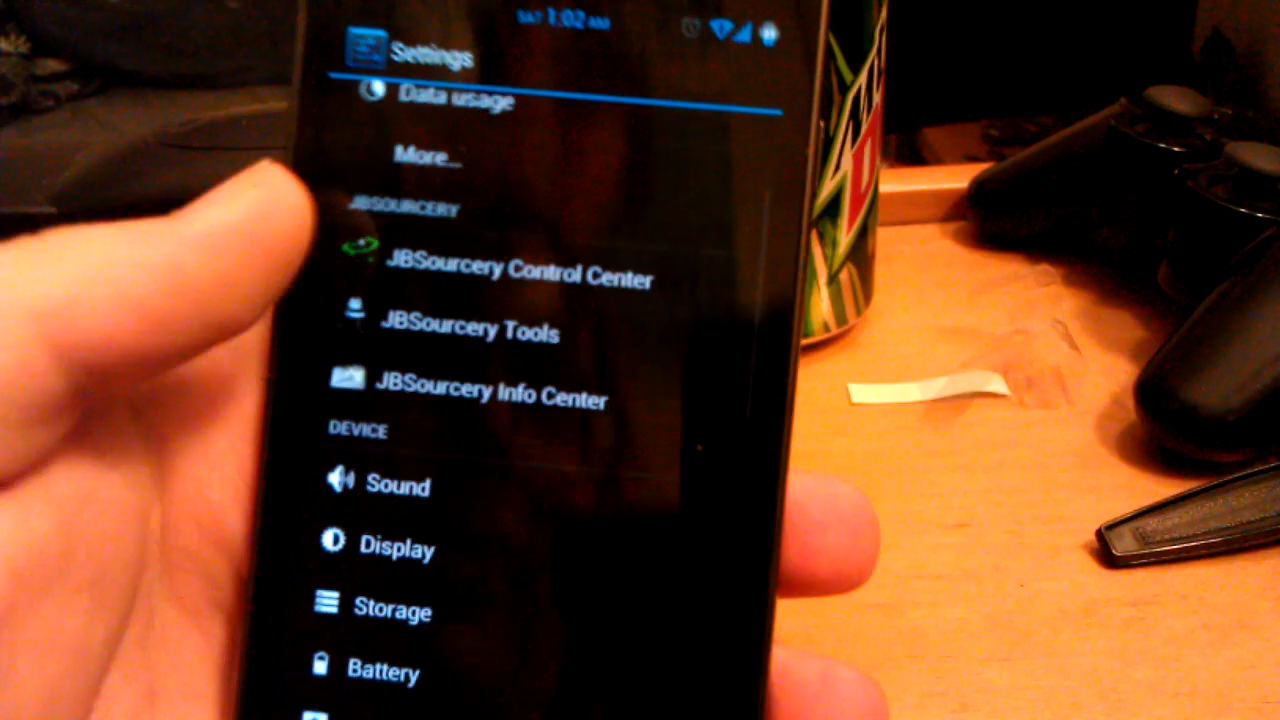 SAT 1:02 AM
Settings
Data usage
More...
JBSOURCERY
JBSourcery Control Center
JBSourcery Tools
JBSourcery Info Center
DEVICE
Sound
Display
Storage
Battery